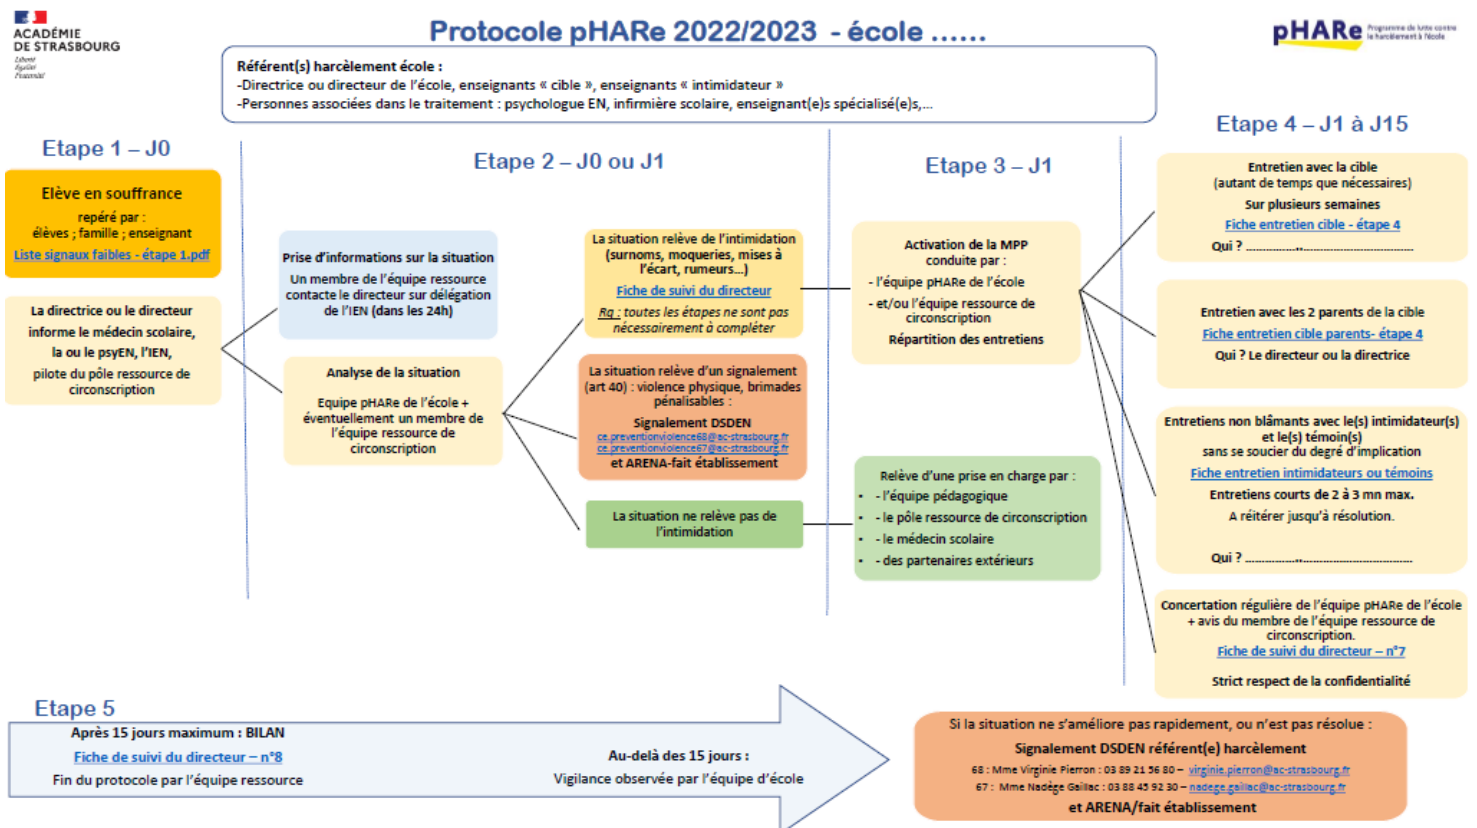 ACADÉMIE
DE STRASBOURG
Liberté
Égalité
Fraternité
Protocole pHARe 2022/2023 - école ......
pHARe
Programme de lutte contre
le harcèlement à l'école
Référent(s) harcèlement école :
-Directrice ou directeur de l'école, enseignants « cible », enseignants « intimidateur »
-Personnes associées dans le traitement : psychologue EN, infirmière scolaire, enseignant(e)s spécialisé(e)s,...
Etape 1 – J0
Elève en souffrance
repéré par :
élèves ; famille ; enseignant
Liste signaux faibles - étape 1.pdf
La directrice ou le directeur
informe le médecin scolaire,
la ou le psyEN, l'IEN,
pilote du pôle ressource de
circonscription
Etape 2 – J0 ou J1
Prise d'informations sur la situation
Un membre de l'équipe ressource
contacte le directeur sur délégation
de l'IEN (dans les 24h)
Analyse de la situation
Equipe pHARe de l'école +
éventuellement un membre de
l'équipe ressource de
circonscription
La situation relève de l'intimidation
(surnoms, moqueries, mises à
l'écart, rumeurs...)
Fiche de suivi du directeur
Rq : toutes les étapes ne sont pas
nécessairement à compléter
La situation relève d'un signalement
(art 40) : violence physique, brimades
pénalisables :
Signalement DSDEN
ce.preventionviolence68@ac-strasbourg.fr
ce.preventionviolence67@ac-strasbourg.fr
et ARENA-fait établissement
La situation ne relève pas de
l'intimidation
Etape 3 – J1
Activation de la MPP
conduite par :
- l'équipe pHARe de l'école
- et/ou l'équipe ressource de
circonscription
Répartition des entretiens
Relève d'une prise en charge par :
• - l'équipe pédagogique
• - le pôle ressource de circonscription
• - le médecin scolaire
• - des partenaires extérieurs
Etape 4 – J1 à J15
Entretien avec la cible
(autant de temps que nécessaires)
Sur plusieurs semaines
Fiche entretien cible - étape 4
Qui ? ................................................
Entretien avec les 2 parents de la cible
Fiche entretien cible parents- étape 4
Qui ? Le directeur ou la directrice
Entretiens non blâmants avec le(s) intimidateur(s)
et le(s) témoin(s)
sans se soucier du degré d'implication
Fiche entretien intimidateurs ou témoins
Entretiens courts de 2 à 3 mn max.
A réitérer jusqu'à résolution.
Qui ? ................................................
Concertation régulière de l'équipe pHARe de l'école
+ avis du membre de l'équipe ressource de
circonscription.
Fiche de suivi du directeur – n°7
Strict respect de la confidentialité
Etape 5
Après 15 jours maximum : BILAN
Fiche de suivi du directeur – n°8
Fin du protocole par l'équipe ressource
Au-delà des 15 jours :
Vigilance observée par l'équipe d'école
Si la situation ne s'améliore pas rapidement, ou n'est pas résolue :
Signalement DSDEN référent(e) harcèlement
68 : Mme Virginie Pierron : 03 89 21 56 80 – virginie.pierron@ac-strasbourg.fr
67 : Mme Nadège Gaillac : 03 88 45 92 30 – nadege.gaillac@ac-strasbourg.fr
et ARENA/fait établissement